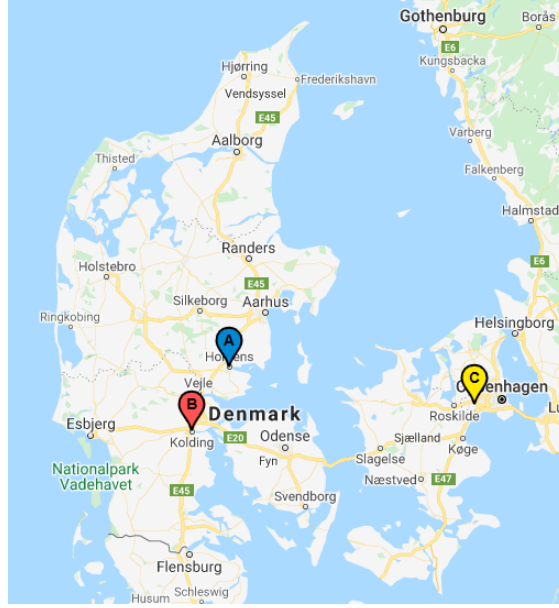 Gothenburg
Borås
E6
Kungsbacka
Hjørring
Frederikshavn
Vendsyssel
E45
Aalborg
Varberg
Thisted
Falkenberg
Halmstad
Randers
E6
Holstebro
E45
Silkeborg
Aarhus
Ringkobing
Helsingborg
A
Horsens
C
Vejle
Copenhagen
B
Roskilde
Denmark
Esbjerg
Kolding
E20
Odense
Sjælland
Køge
Fyn
Slagelse
Nationalpark
Vadehavet
Næstved
E47
E45
Svendborg
Flensburg
Husum
Schleswig